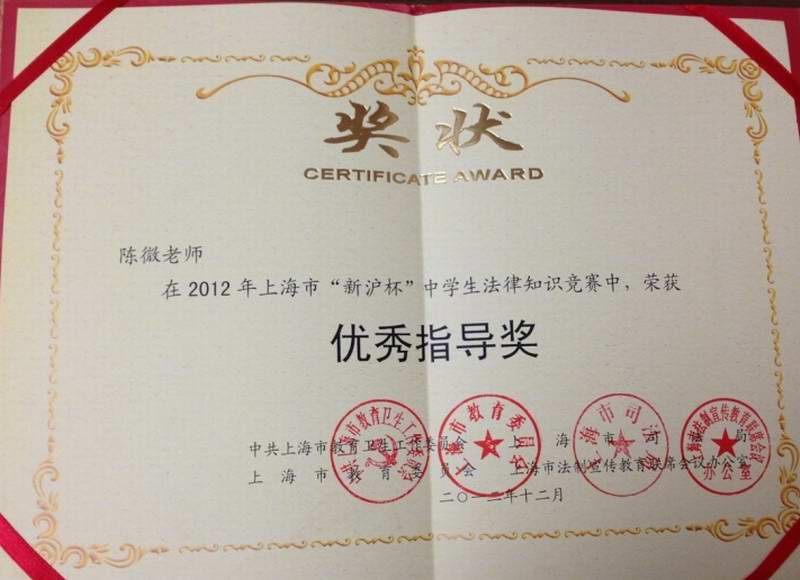 奖状
CERTIFICATE AWARD
陈微老师
在2012年上海市“新沪杯”中学生法律知识竞赛中，荣获
优秀指导奖
中共上海市教育卫生工作委员会 上海市司法局
上海市教育委员会 上海市法制宣传教育联席会议办公室
二〇一二年十二月